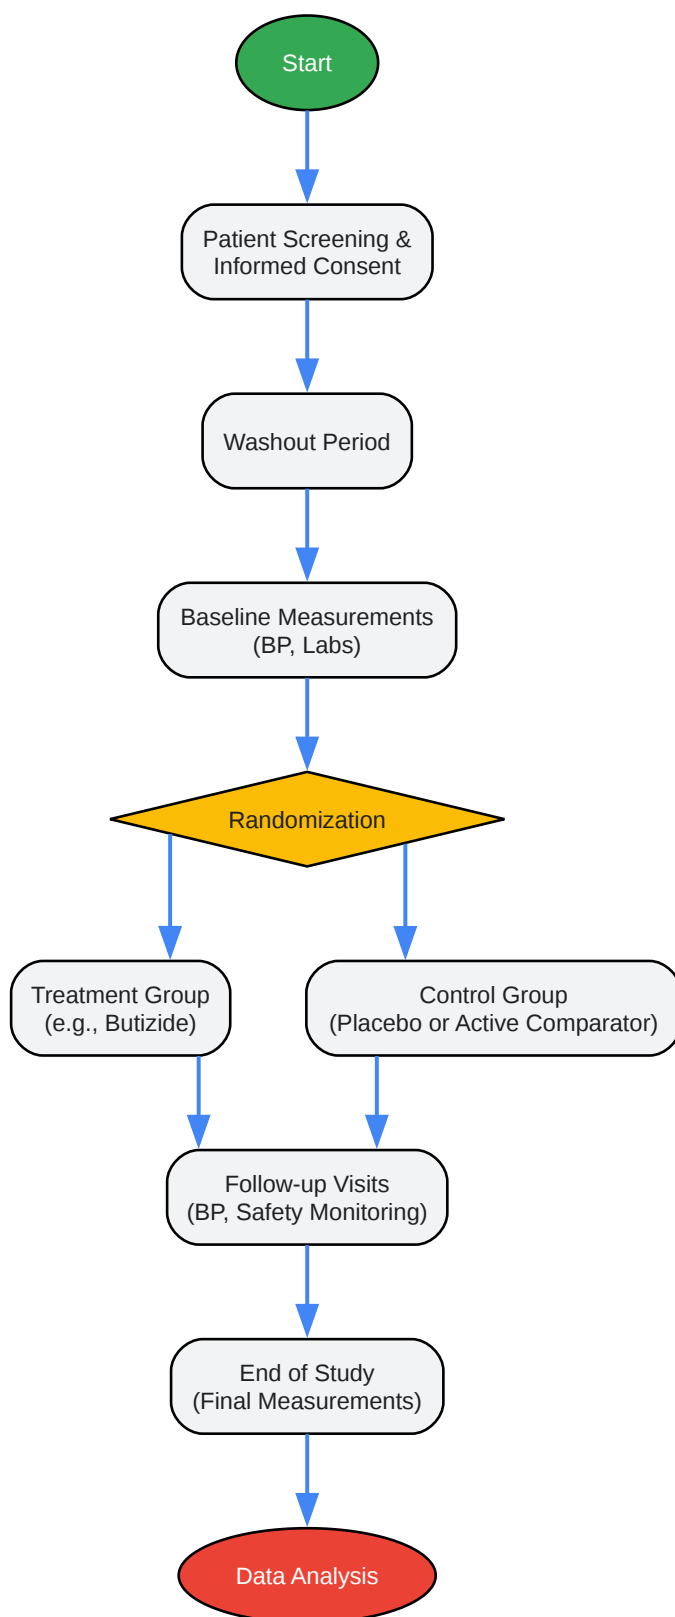 Start
Patient Screening &
Informed Consent
Washout Period
Baseline Measurements
(BP, Labs)
Randomization
Treatment Group
(e.g., Butizide)
Control Group
(Placebo or Active Comparator)
Follow-up Visits
(BP, Safety Monitoring)
End of Study
(Final Measurements)
Data Analysis